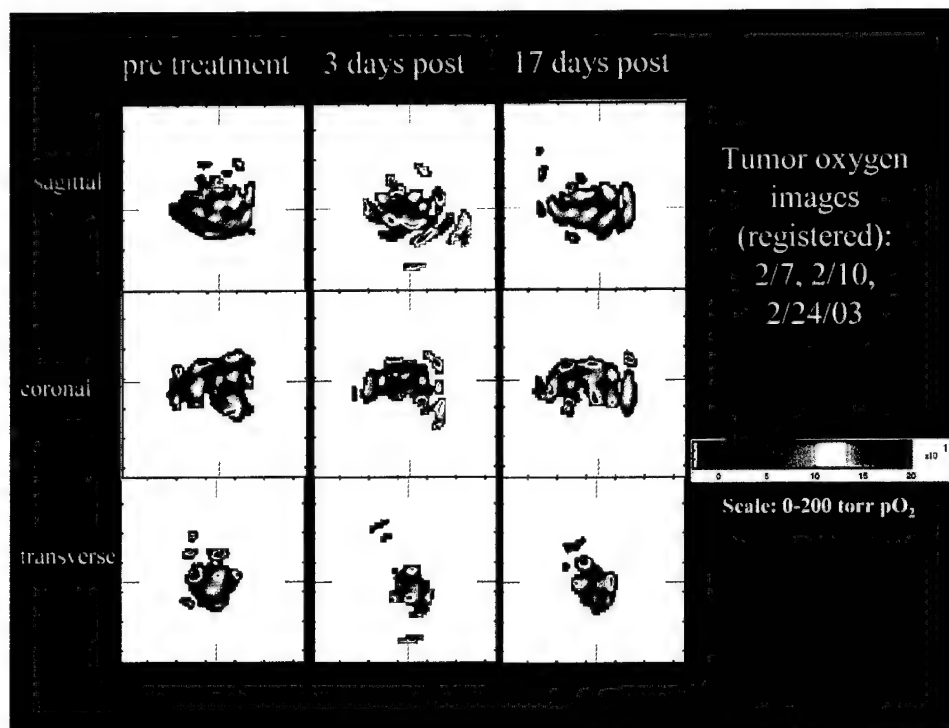 pre treatment 3 days post 17 days post
sagittal
coronal
transverse
Tumor oxygen
images
(registered):
2/7, 2/10,
2/24/03
0 5 10 15 20 x10 1
Scale: 0-200 torr pO₂